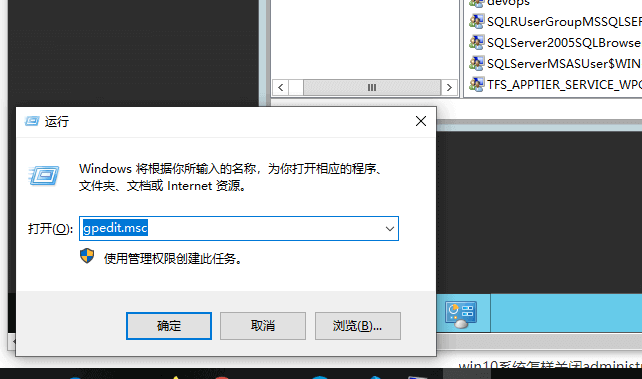 devops
SQLRUserGroupMSSQLSER
SQLServer2005SQLBrowse
SQLServerMSASUser$WIN
TFS_APPTIER_SERVICE_WPG
运行
Windows 将根据你所输入的名称，为你打开相应的程序、
文件夹、文档或 Internet 资源。
打开(O):
gpedit.msc
使用管理权限创建此任务。
确定
取消
浏览(B)...
win10系统怎样关闭administr